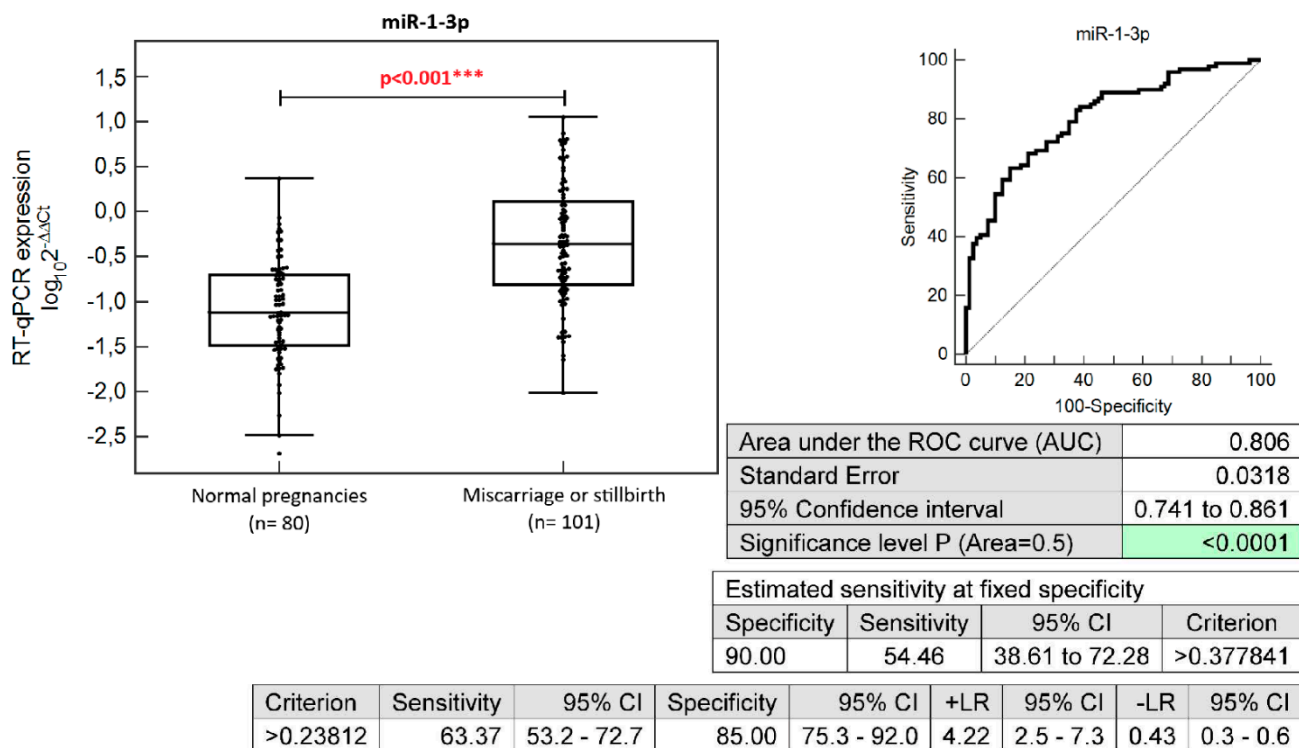 miR-1-3p
p<0.001***
1,5
1,0
0,5
0,0
-0,5
-1,0
-1,5
-2,0
-2,5
RT-qPCR expression
log₁₀2^-ΔΔCt
Normal pregnancies
(n= 80)
Miscarriage or stillbirth
(n= 101)
miR-1-3p
100
80
60
40
20
0
Sensitivity
0 20 40 60 80 100
100-Specificity
Area under the ROC curve (AUC) 0.806
Standard Error 0.0318
95% Confidence interval 0.741 to 0.861
Significance level P (Area=0.5) <0.0001
Estimated sensitivity at fixed specificity
Specificity Sensitivity 95% CI Criterion
90.00 54.46 38.61 to 72.28 >0.377841
Criterion Sensitivity 95% CI Specificity 95% CI +LR 95% CI -LR 95% CI
>0.23812 63.37 53.2 - 72.7 85.00 75.3 - 92.0 4.22 2.5 - 7.3 0.43 0.3 - 0.6